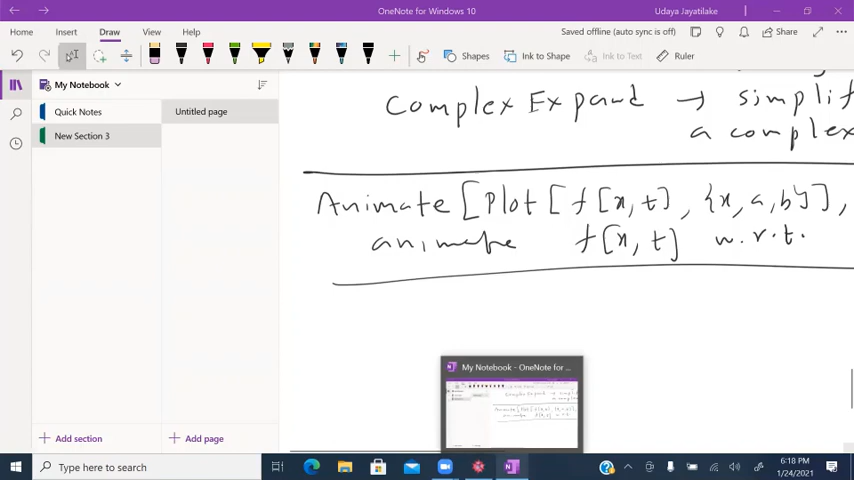 OneNote for Windows 10
Udaya Jayatilake
Home Insert Draw View Help
Saved offline (auto sync is off)
Share
Shapes
Ink to Shape
Ink to Text
Ruler
My Notebook
Quick Notes
New Section 3
Untitled page
Complex Expand → simplif
a complex
Animate [Plot [f[x,t], {x,a,b}],
animate f[x,t] w.r.t.
My Notebook - OneNote for ...
Add section
Add page
Type here to search
6:18 PM
1/24/2021